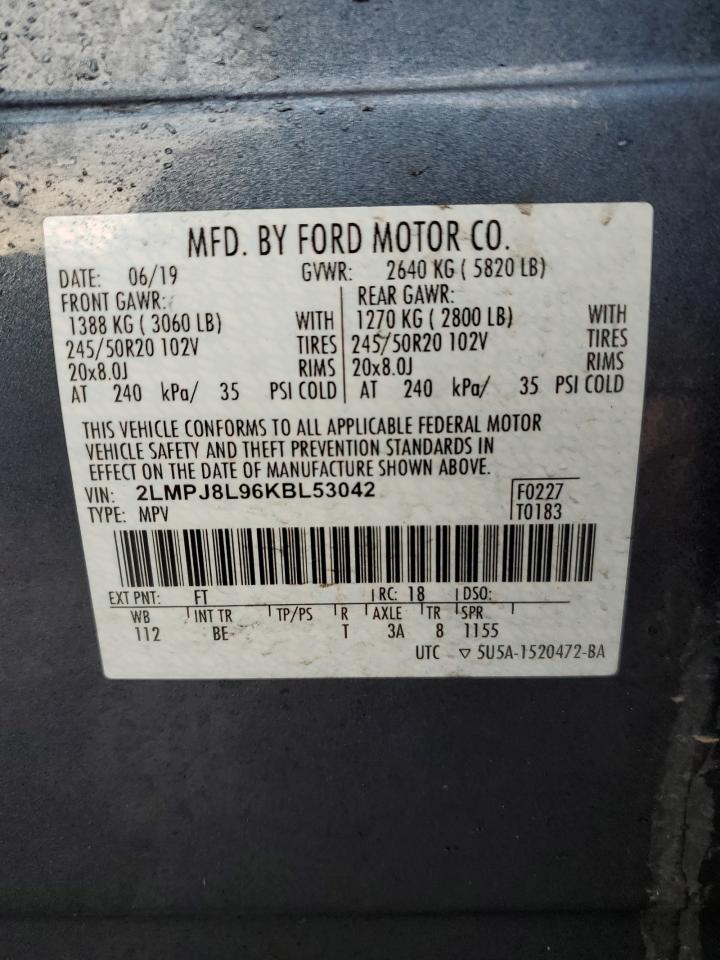 MFD. BY FORD MOTOR CO.
DATE: 06/19 GVWR: 2640 KG ( 5820 LB)
FRONT GAWR: REAR GAWR:
1388 KG ( 3060 LB) WITH 1270 KG ( 2800 LB) WITH
245/50R20 102V TIRES 245/50R20 102V TIRES
20x8.0J RIMS 20x8.0J RIMS
AT 240 kPa/ 35 PSI COLD AT 240 kPa/ 35 PSI COLD
THIS VEHICLE CONFORMS TO ALL APPLICABLE FEDERAL MOTOR
VEHICLE SAFETY AND THEFT PREVENTION STANDARDS IN
EFFECT ON THE DATE OF MANUFACTURE SHOWN ABOVE.
VIN: 2LMPJ8L96KBL53042 F0227
TYPE: MPV T0183
EXT PNT: FT RC: 18 DSO:
WB INT TR TP/PS R AXLE TR SPR
112 BE T 3A 8 1155
UTC ▽ 5U5A-1520472-BA